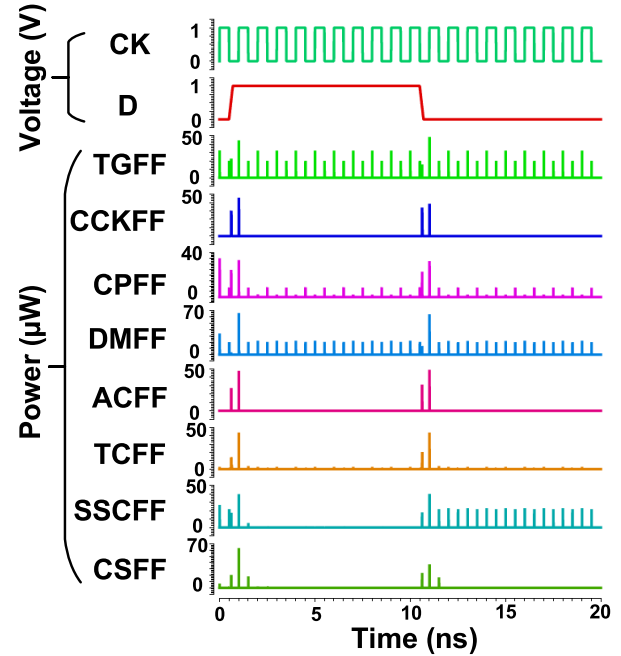 Voltage (V)
CK
1
0
D
1
0
Power (µW)
TGFF
50
0
CCKFF
50
CPFF
40
0
DMFF
70
0
ACFF
50
0
TCFF
50
0
SSCFF
50
0
CSFF
70
0
0 5 10 15 20
Time (ns)